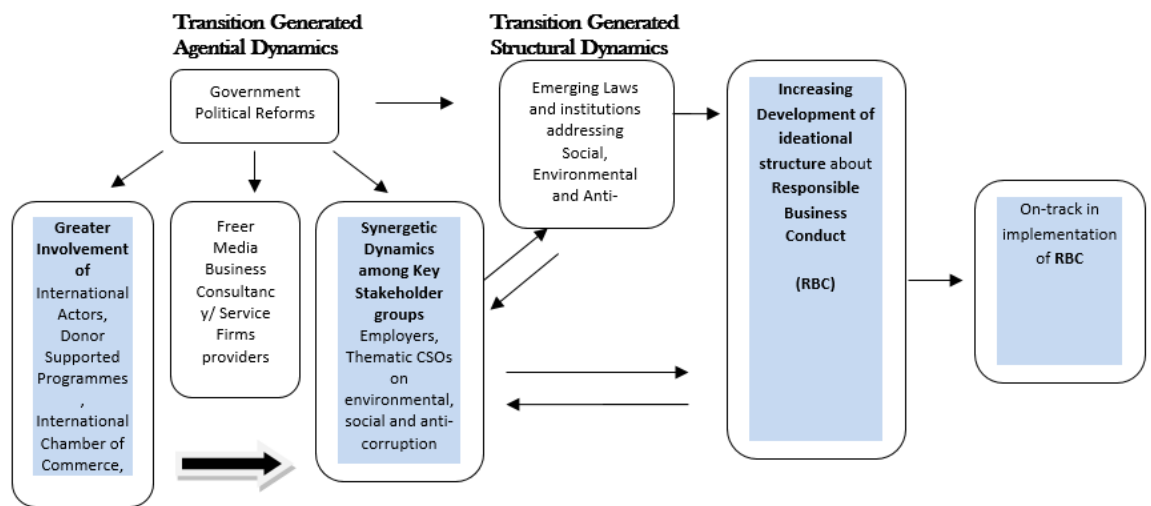 Transition Generated
Agential Dynamics
Transition Generated
Structural Dynamics
Government
Political Reforms
Emerging Laws
and institutions
addressing
Social,
Environmental
and Anti-
Increasing
Development of
ideational
structure about
Responsible
Business
Conduct
(RBC)
On-track in
implementation
of RBC
Greater
Involvement of
International
Actors,
Donor
Supported
Programmes
,
International
Chamber of
Commerce,
Freer
Media
Business
Consultanc
y/ Service
Firms
providers
Synergetic
Dynamics
among Key
Stakeholder
groups
Employers,
Thematic CSOs
on
environmental,
social and anti-
corruption